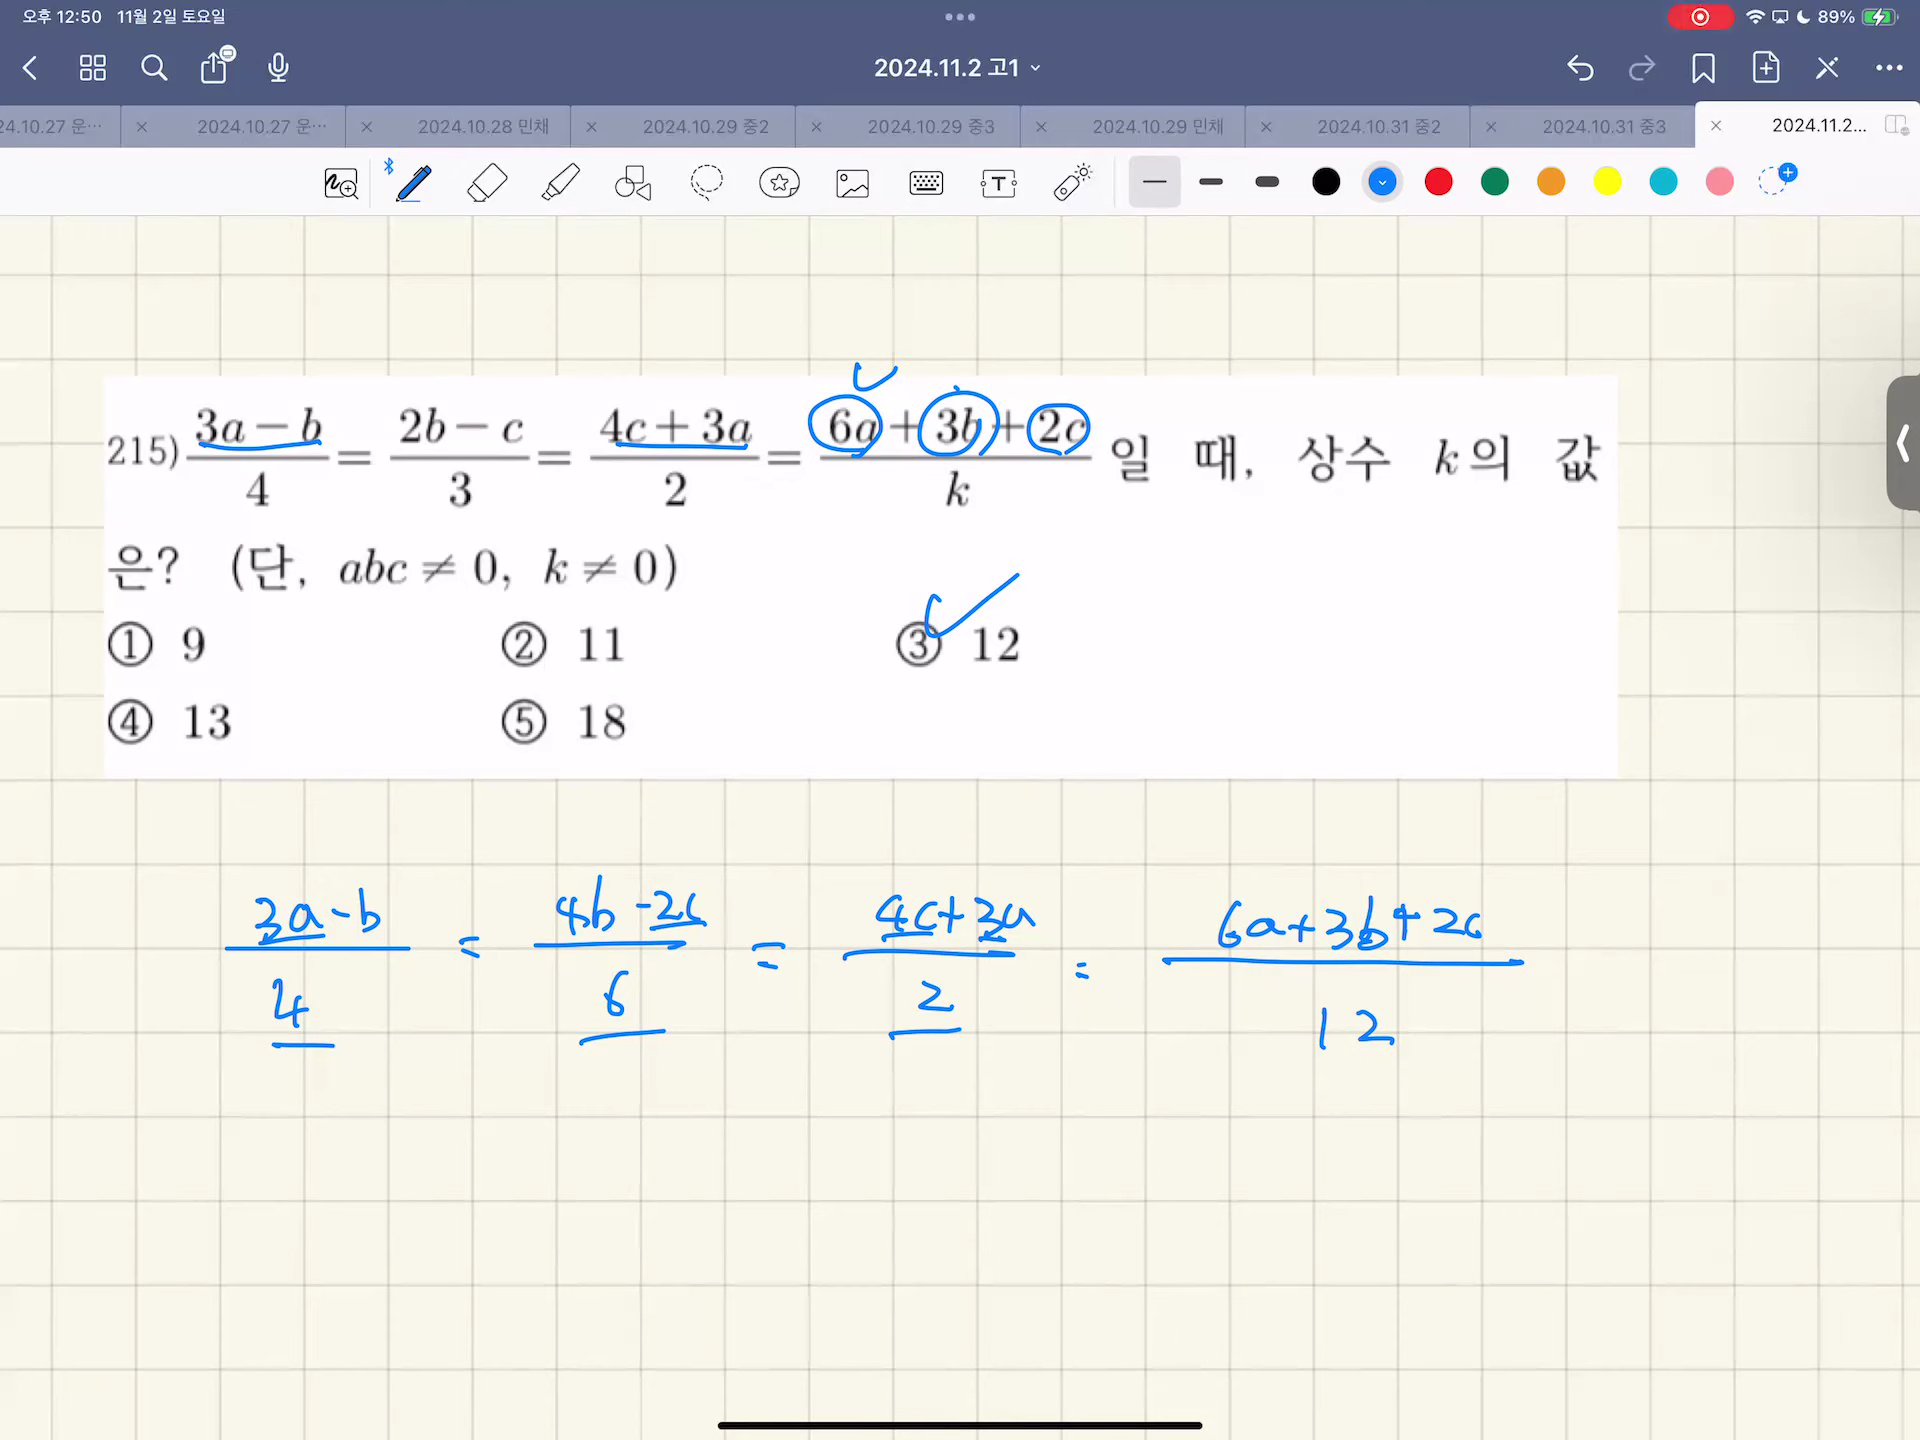 오후 12:50 11월 2일 토요일 89%
2024.11.2 고1
24.10.27 운… 2024.10.27 운… 2024.10.28 민채 2024.10.29 중2 2024.10.29 중3 2024.10.29 민채 2024.10.31 중2 2024.10.31 중3 2024.11.2...
215) (3a − b)/4 = (2b − c)/3 = (4c + 3a)/2 = (6a + 3b + 2c)/k 일 때, 상수 k의 값
은? (단, abc ≠ 0, k ≠ 0)
① 9 ② 11 ③ 12
④ 13 ⑤ 18
(3a-b)/4 = (4b-2c)/6 = (4c+3a)/2 = (6a+3b+2c)/12